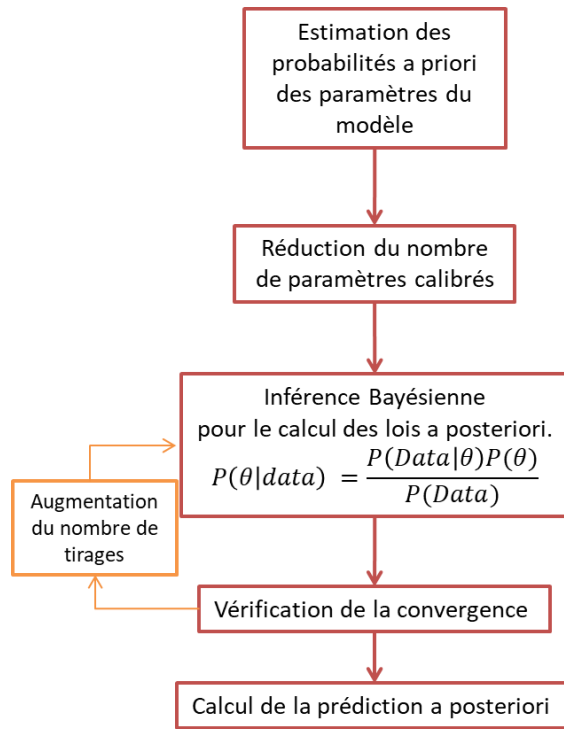 Estimation des
probabilités a priori
des paramètres du
modèle
Réduction du nombre
de paramètres calibrés
Inférence Bayésienne
pour le calcul des lois a posteriori.
P(θ|data) = P(Data|θ)P(θ) / P(Data)
Augmentation
du nombre de
tirages
Vérification de la convergence
Calcul de la prédiction a posteriori